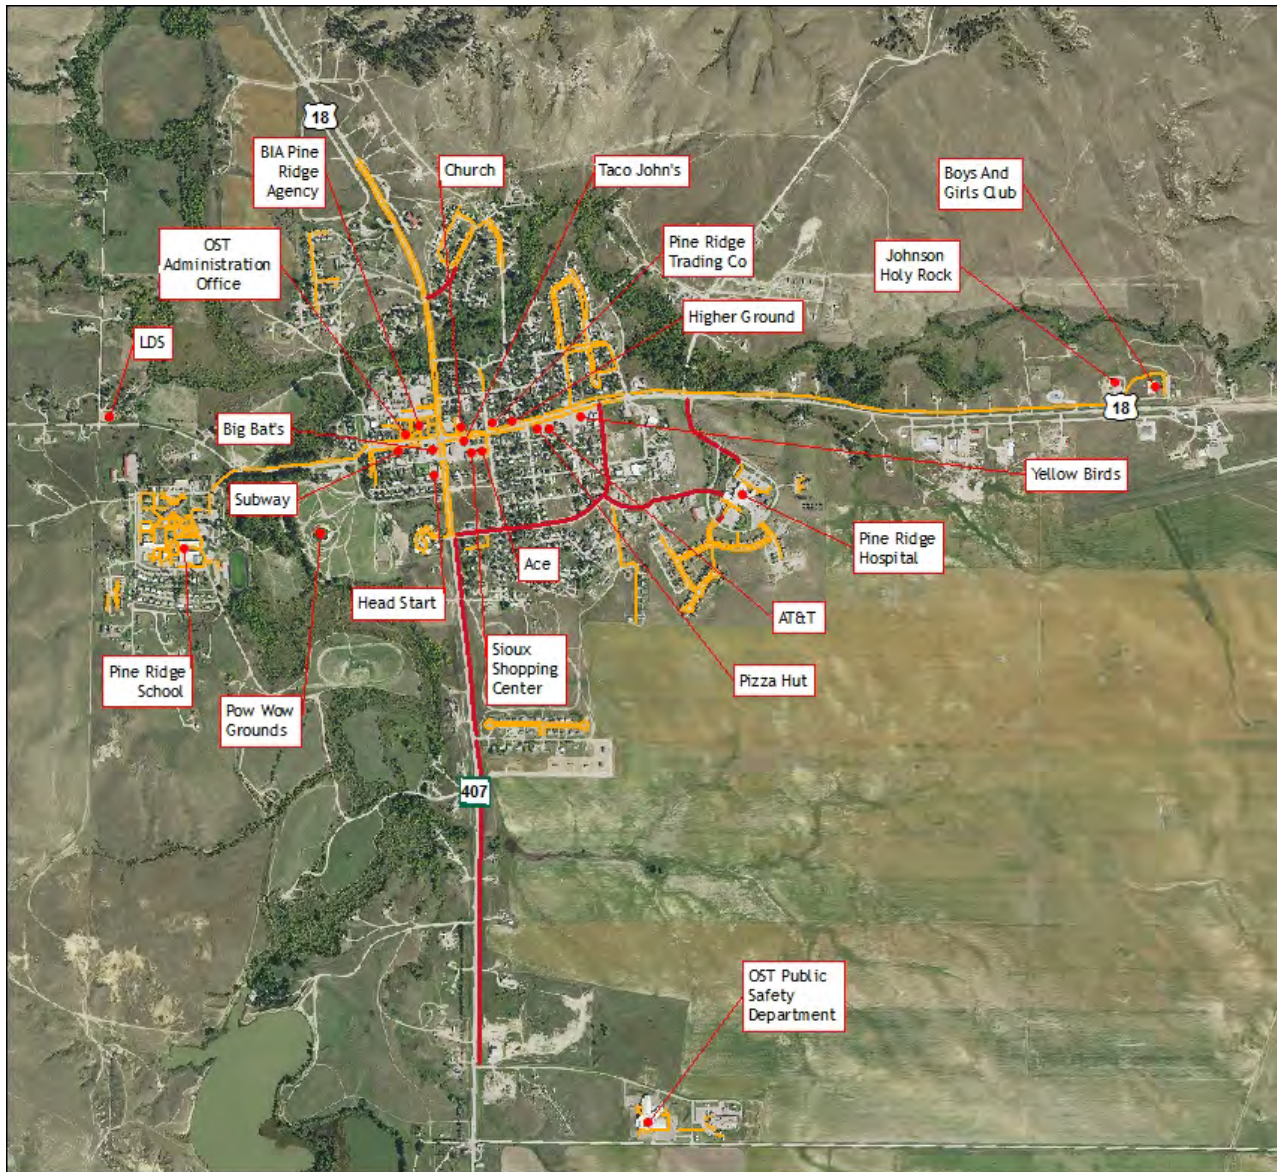 18
BIA Pine
Ridge
Agency
Church
Taco John's
Boys And
Girls Club
OST
Administration
Office
Pine Ridge
Trading Co
Johnson
Holy Rock
Higher Ground
LDS
18
Big Bat's
Yellow Birds
Subway
Pine Ridge
Hospital
Ace
Head Start
AT&T
Sioux
Shopping
Center
Pine Ridge
School
Pizza Hut
Pow Wow
Grounds
407
OST Public
Safety
Department